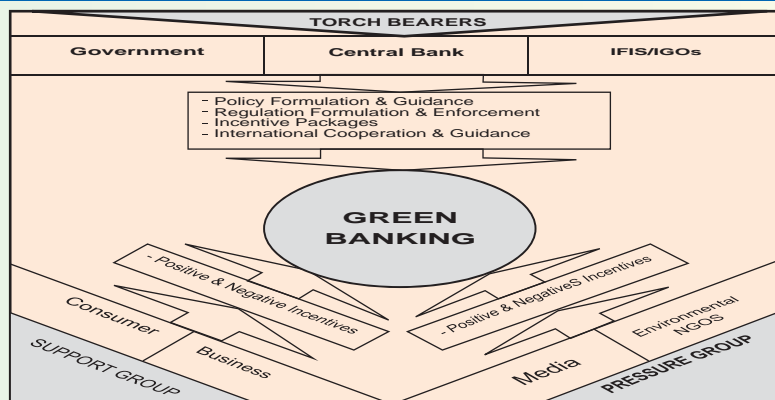 TORCH BEARERS
Government
Central Bank
IFIS/IGOs
- Policy Formulation & Guidance
- Regulation Formulation & Enforcement
- Incentive Packages
- International Cooperation & Guidance
GREEN
BANKING
- Positive & Negative Incentives
- Positive & NegativeS Incentives
Consumer
Business
Media
Environmental
NGOS
SUPPORT GROUP
PRESSURE GROUP